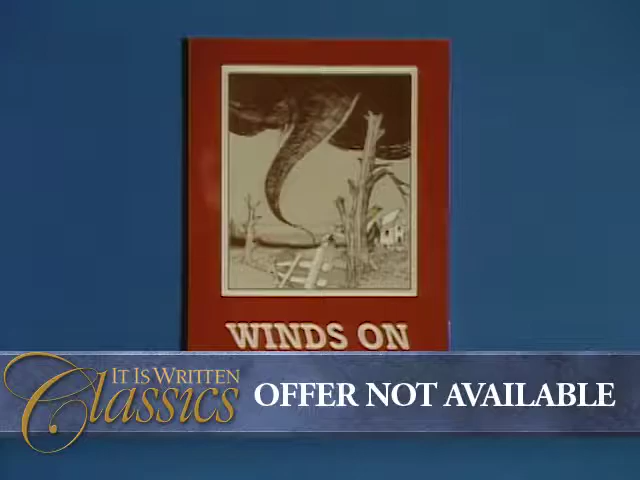 WINDS ON
IT IS WRITTEN
Classics
OFFER NOT AVAILABLE